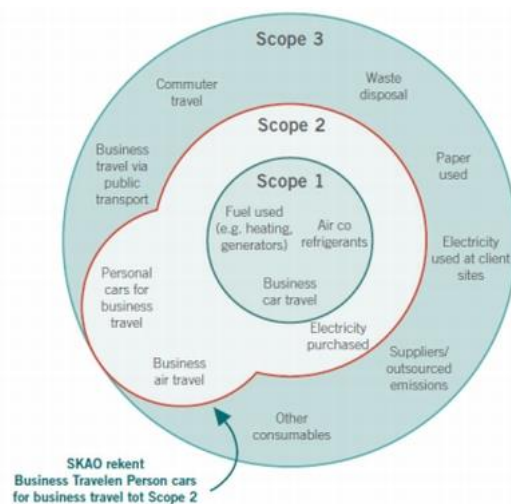 Scope 3
Commuter
travel
Waste
disposal
Scope 2
Business
travel via
public
transport
Paper
used
Scope 1
Fuel used
(e.g. heating,
generators)
Air co
refrigerants
Electricity
used at client
sites
Personal
cars for
business
travel
Business
car travel
Electricity
purchased
Business
air travel
Suppliers/
outsourced
emissions
Other
consumables
SKAO rekent
Business Travelen Person cars
for business travel tot Scope 2